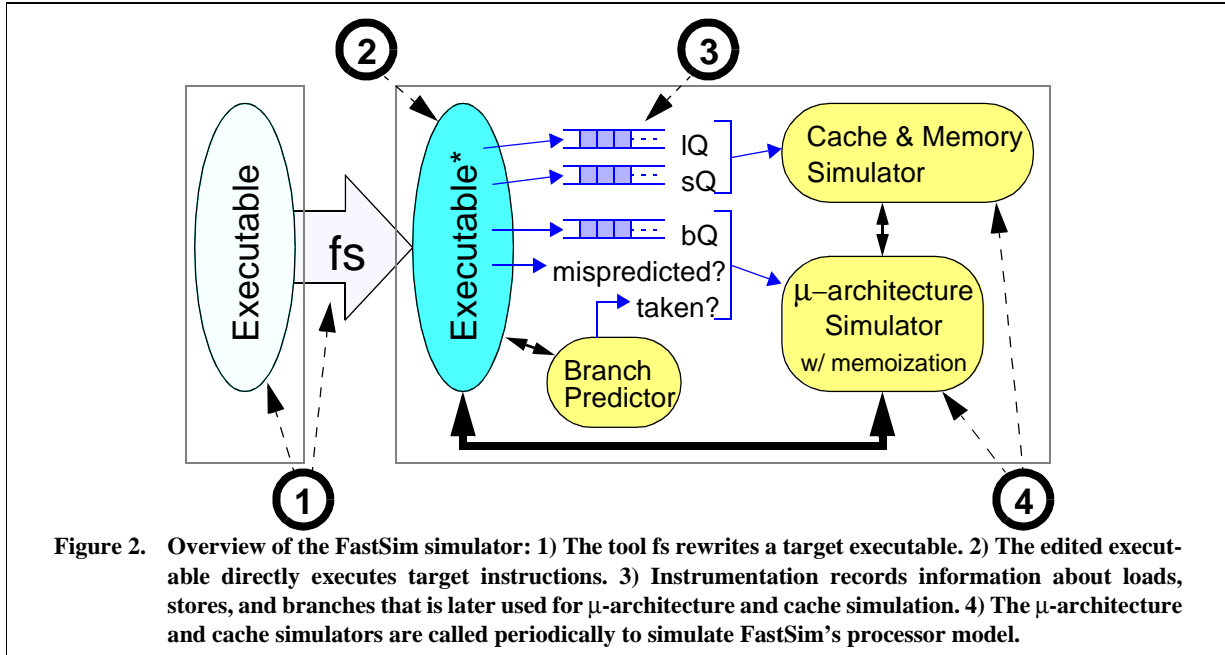 2
3
Executable
fs
Executable*
lQ
sQ
bQ
mispredicted?
taken?
Branch
Predictor
Cache & Memory
Simulator
μ–architecture
Simulator
w/ memoization
1
4
Figure 2. Overview of the FastSim simulator: 1) The tool fs rewrites a target executable. 2) The edited execut-
able directly executes target instructions. 3) Instrumentation records information about loads,
stores, and branches that is later used for μ-architecture and cache simulation. 4) The μ-architecture
and cache simulators are called periodically to simulate FastSim's processor model.